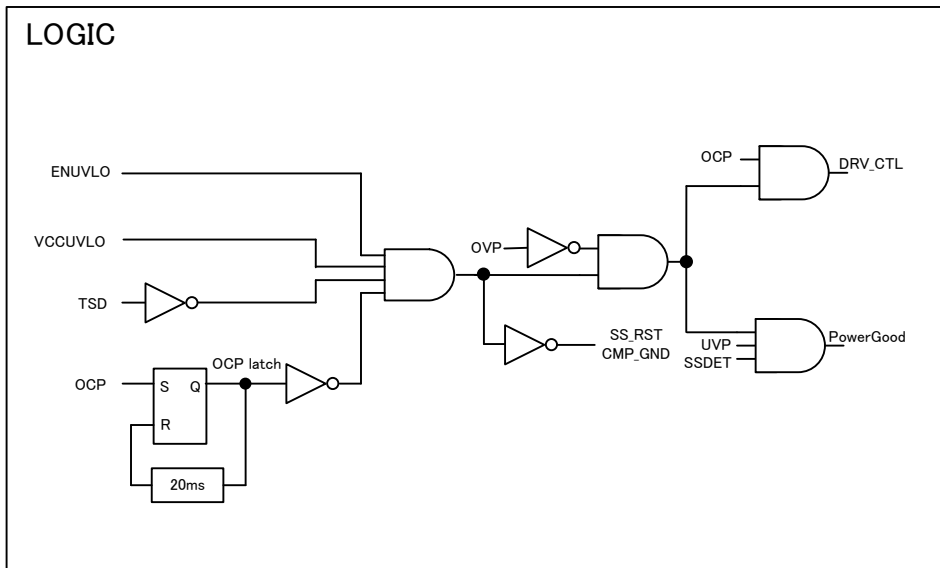 LOGIC
ENUVLO
VCCUVLO
TSD
OCP
S
Q
R
OCP latch
20ms
OVP
SS_RST
CMP_GND
OCP
DRV_CTL
UVP
SSDET
PowerGood